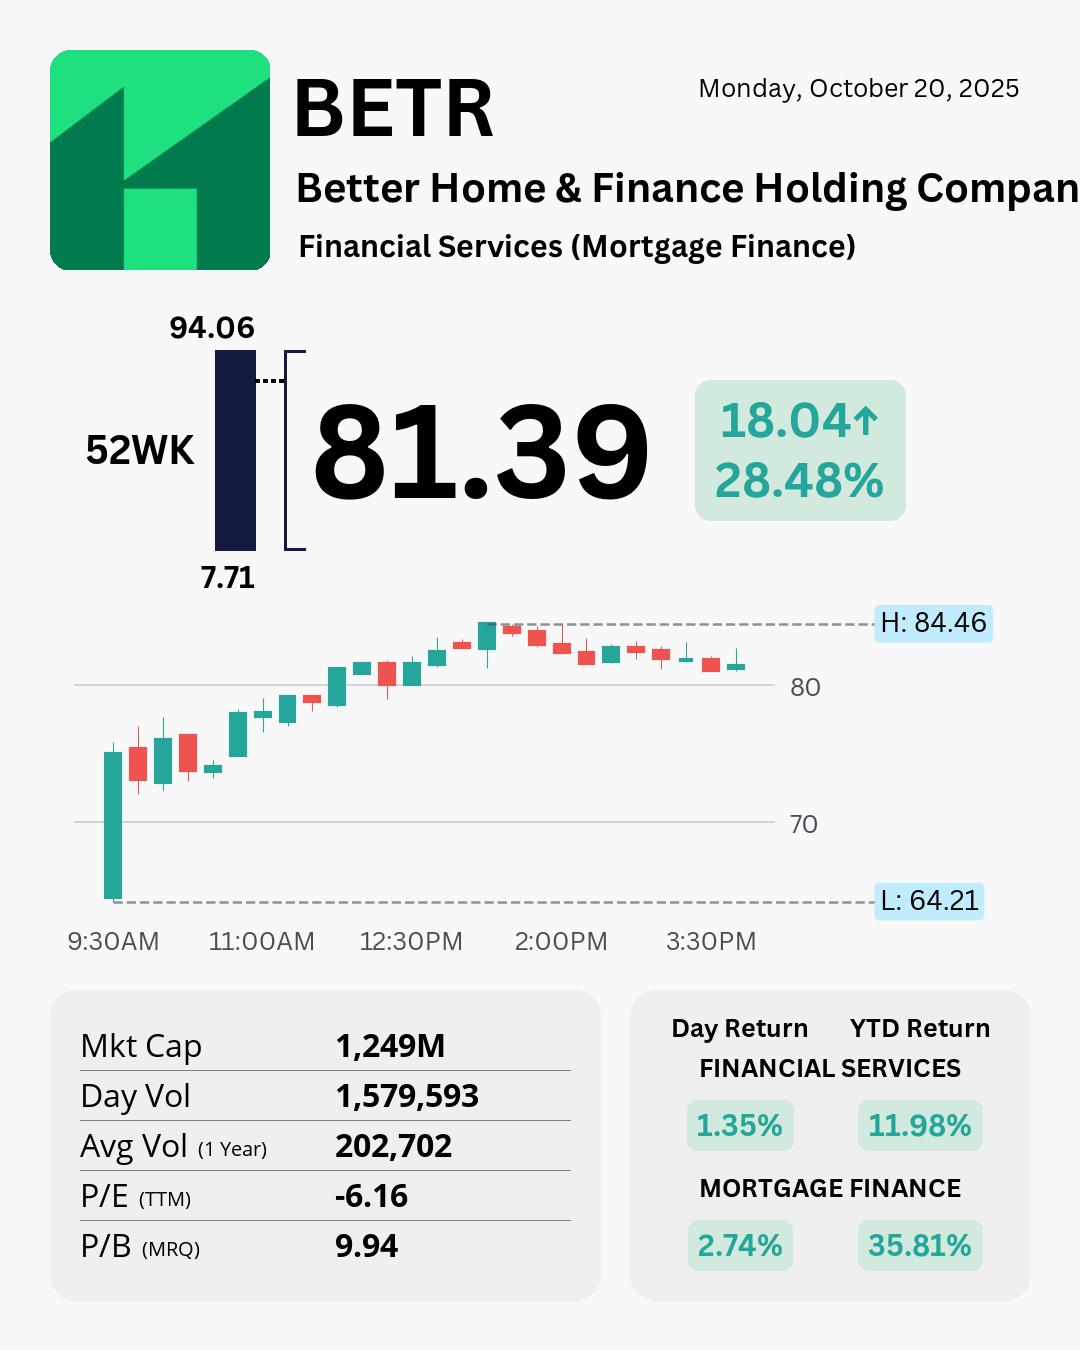 BETR
Monday, October 20, 2025
Better Home & Finance Holding Compan
Financial Services (Mortgage Finance)
94.06
52WK
7.71
81.39
18.04↑
28.48%
H: 84.46
80
70
L: 64.21
9:30AM 11:00AM 12:30PM 2:00PM 3:30PM
Mkt Cap 1,249M
Day Vol 1,579,593
Avg Vol (1 Year) 202,702
P/E (TTM) -6.16
P/B (MRQ) 9.94
Day Return YTD Return
FINANCIAL SERVICES
1.35% 11.98%
MORTGAGE FINANCE
2.74% 35.81%